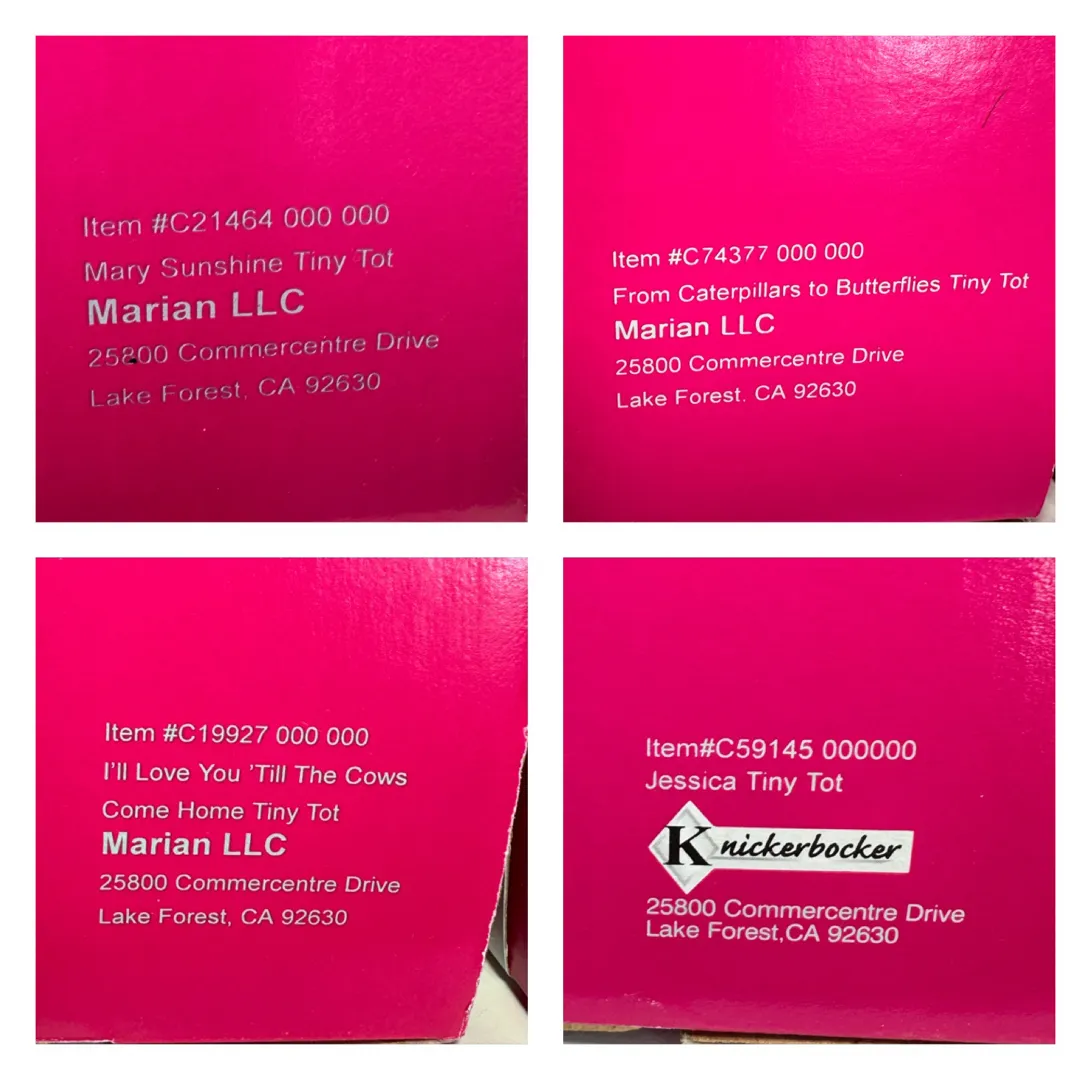 Item #C21464 000 000
Mary Sunshine Tiny Tot
Marian LLC
25800 Commercentre Drive
Lake Forest, CA 92630
Item #C74377 000 000
From Caterpillars to Butterflies Tiny Tot
Marian LLC
25800 Commercentre Drive
Lake Forest. CA 92630
Item #C19927 000 000
I'll Love You 'Till The Cows
Come Home Tiny Tot
Marian LLC
25800 Commercentre Drive
Lake Forest, CA 92630
Item#C59145 000000
Jessica Tiny Tot
Knickerbocker
25800 Commercentre Drive
Lake Forest,CA 92630